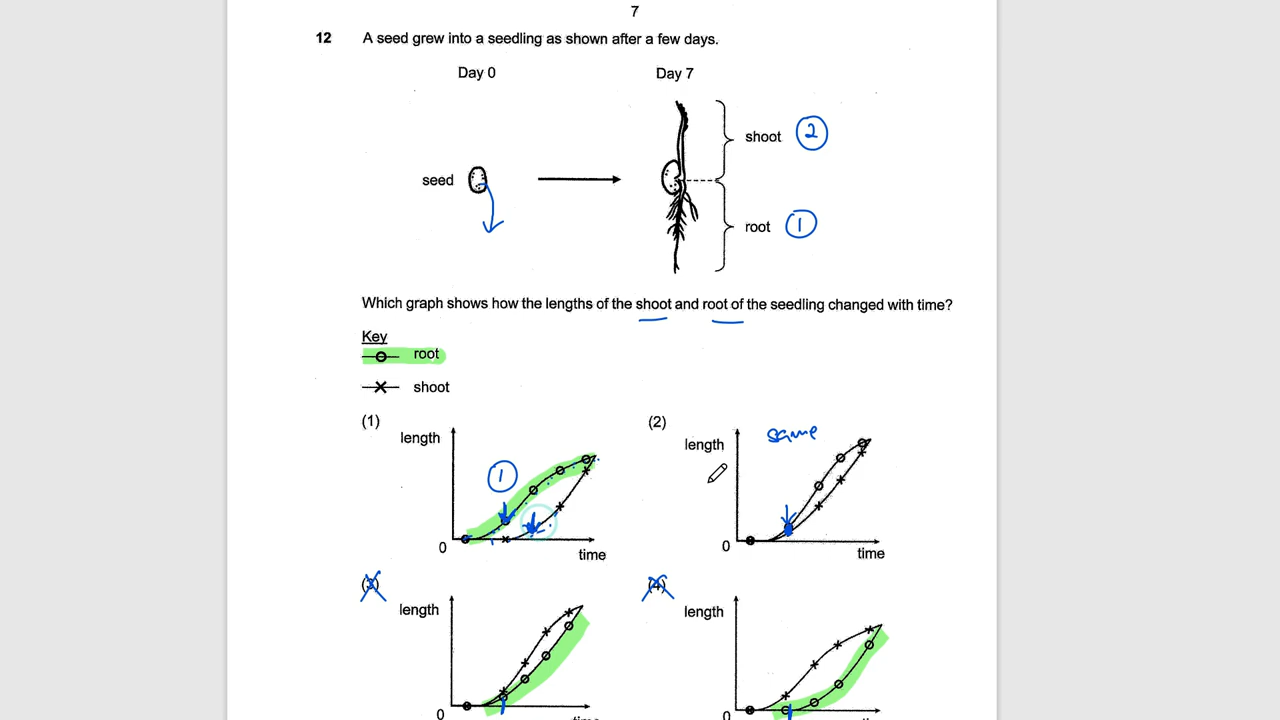 7
12 A seed grew into a seedling as shown after a few days.
Day 0 Day 7
shoot 2
seed
root 1
Which graph shows how the lengths of the shoot and root of the seedling changed with time?
Key
root
shoot
(1) (2)
length length same
1
0 time 0 time
(3) (4)
length length
0 time 0